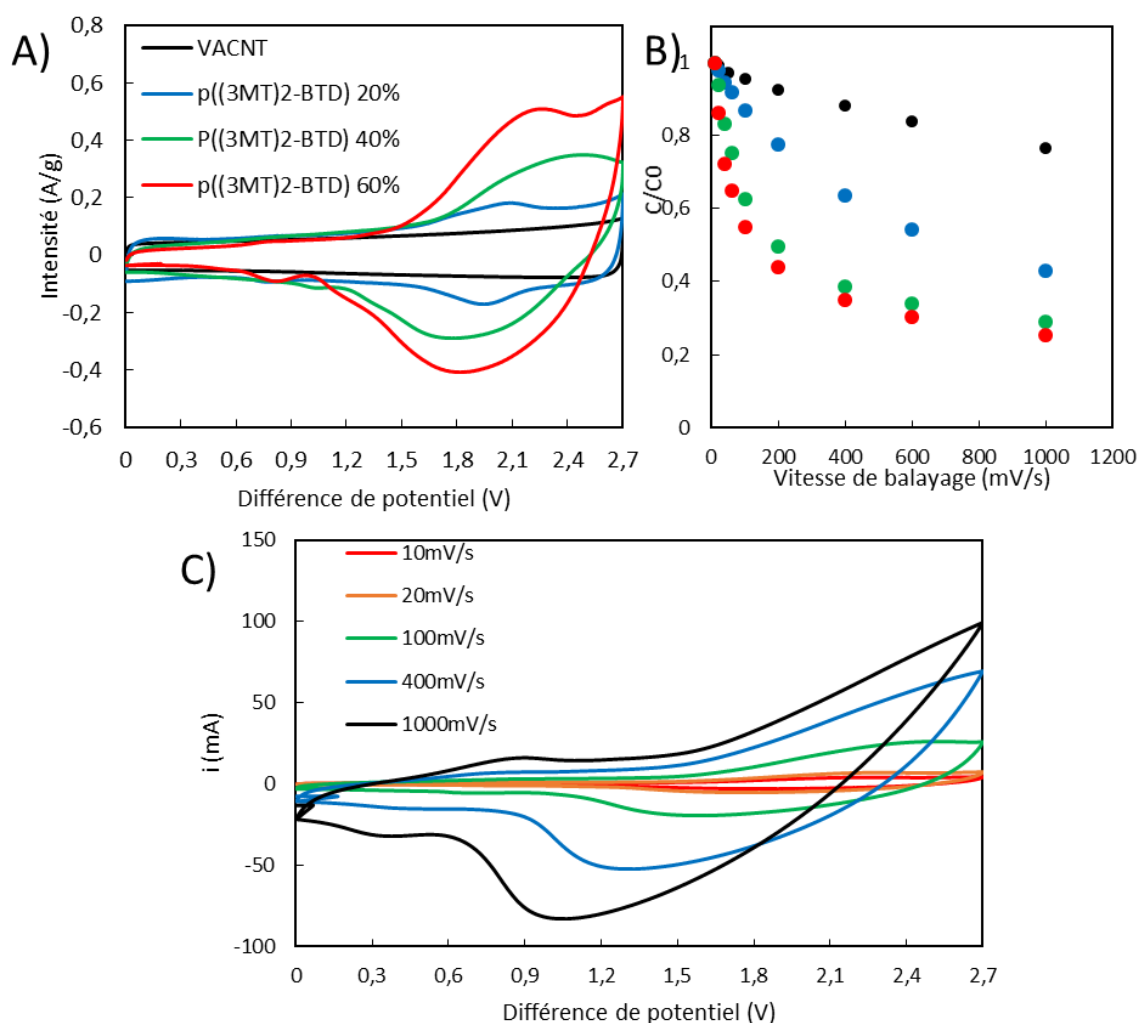 A)
Intensité (A/g)
0,8
0,6
0,4
0,2
0
-0,2
-0,4
-0,6
VACNT
p((3MT)2-BTD) 20%
P((3MT)2-BTD) 40%
p((3MT)2-BTD) 60%
0 0,3 0,6 0,9 1,2 1,5 1,8 2,1 2,4 2,7
Différence de potentiel (V)
B)
C/C0
1
0,8
0,6
0,4
0,2
0
0 200 400 600 800 1000 1200
Vitesse de balayage (mV/s)
C)
i (mA)
150
100
50
0
-50
-100
10mV/s
20mV/s
100mV/s
400mV/s
1000mV/s
0 0,3 0,6 0,9 1,2 1,5 1,8 2,1 2,4 2,7
Différence de potentiel (V)